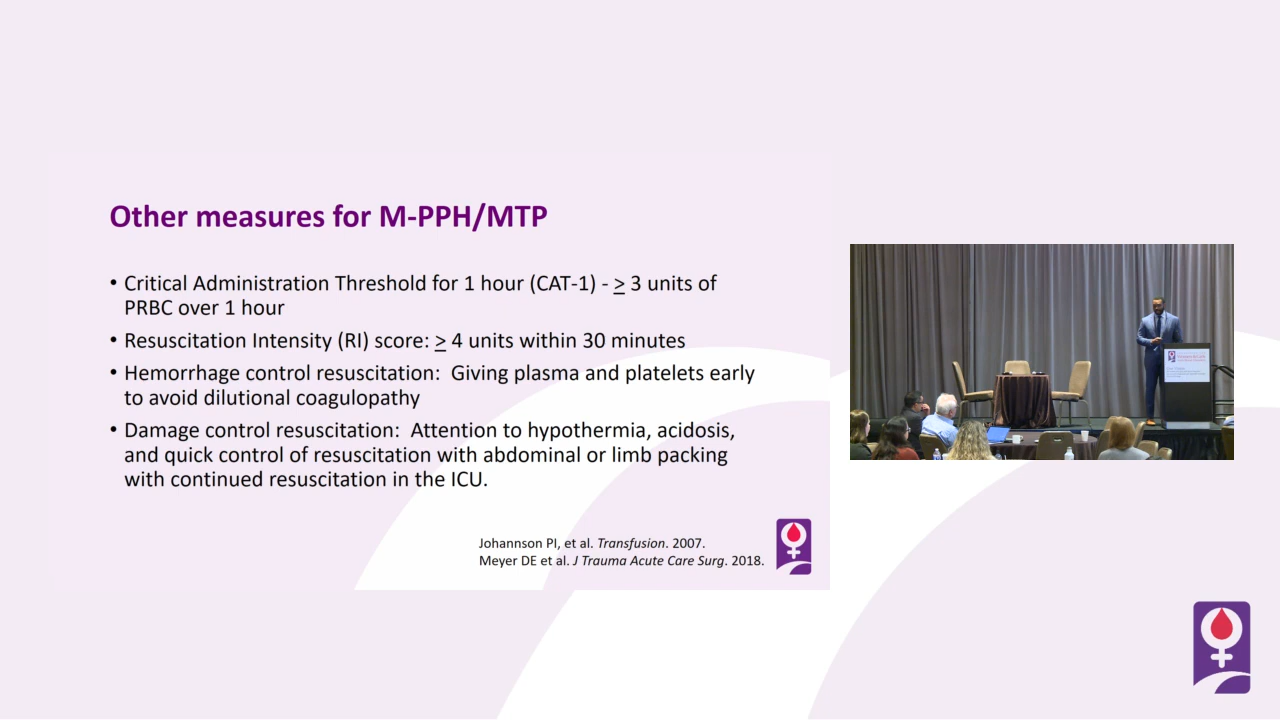 Other measures for M-PPH/MTP
• Critical Administration Threshold for 1 hour (CAT-1) - ≥ 3 units of
PRBC over 1 hour
• Resuscitation Intensity (RI) score: ≥ 4 units within 30 minutes
• Hemorrhage control resuscitation:  Giving plasma and platelets early
to avoid dilutional coagulopathy
• Damage control resuscitation:  Attention to hypothermia, acidosis,
and quick control of resuscitation with abdominal or limb packing
with continued resuscitation in the ICU.
Johannson PI, et al. Transfusion. 2007.
Meyer DE et al. J Trauma Acute Care Surg. 2018.